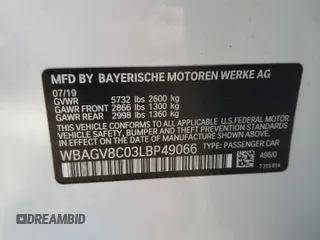 MFD BY BAYERISCHE MOTOREN WERKE AG
07/19
GVWR 5732 lbs 2600 kg
GAWR FRONT 2866 lbs 1300 kg
GAWR REAR 2998 lbs 1360 kg
THIS VEHICLE CONFORMS TO ALL APPLICABLE U.S. FEDERAL MOTOR
VEHICLE SAFETY, BUMPER, AND THEFT PREVENTION STANDARDS
IN EFFECT ON THE DATE OF MANUFACTURE SHOWN ABOVE.
WBAGV8C03LBP49066 TYPE: PASSENGER CAR
A96/0
DREAMBID